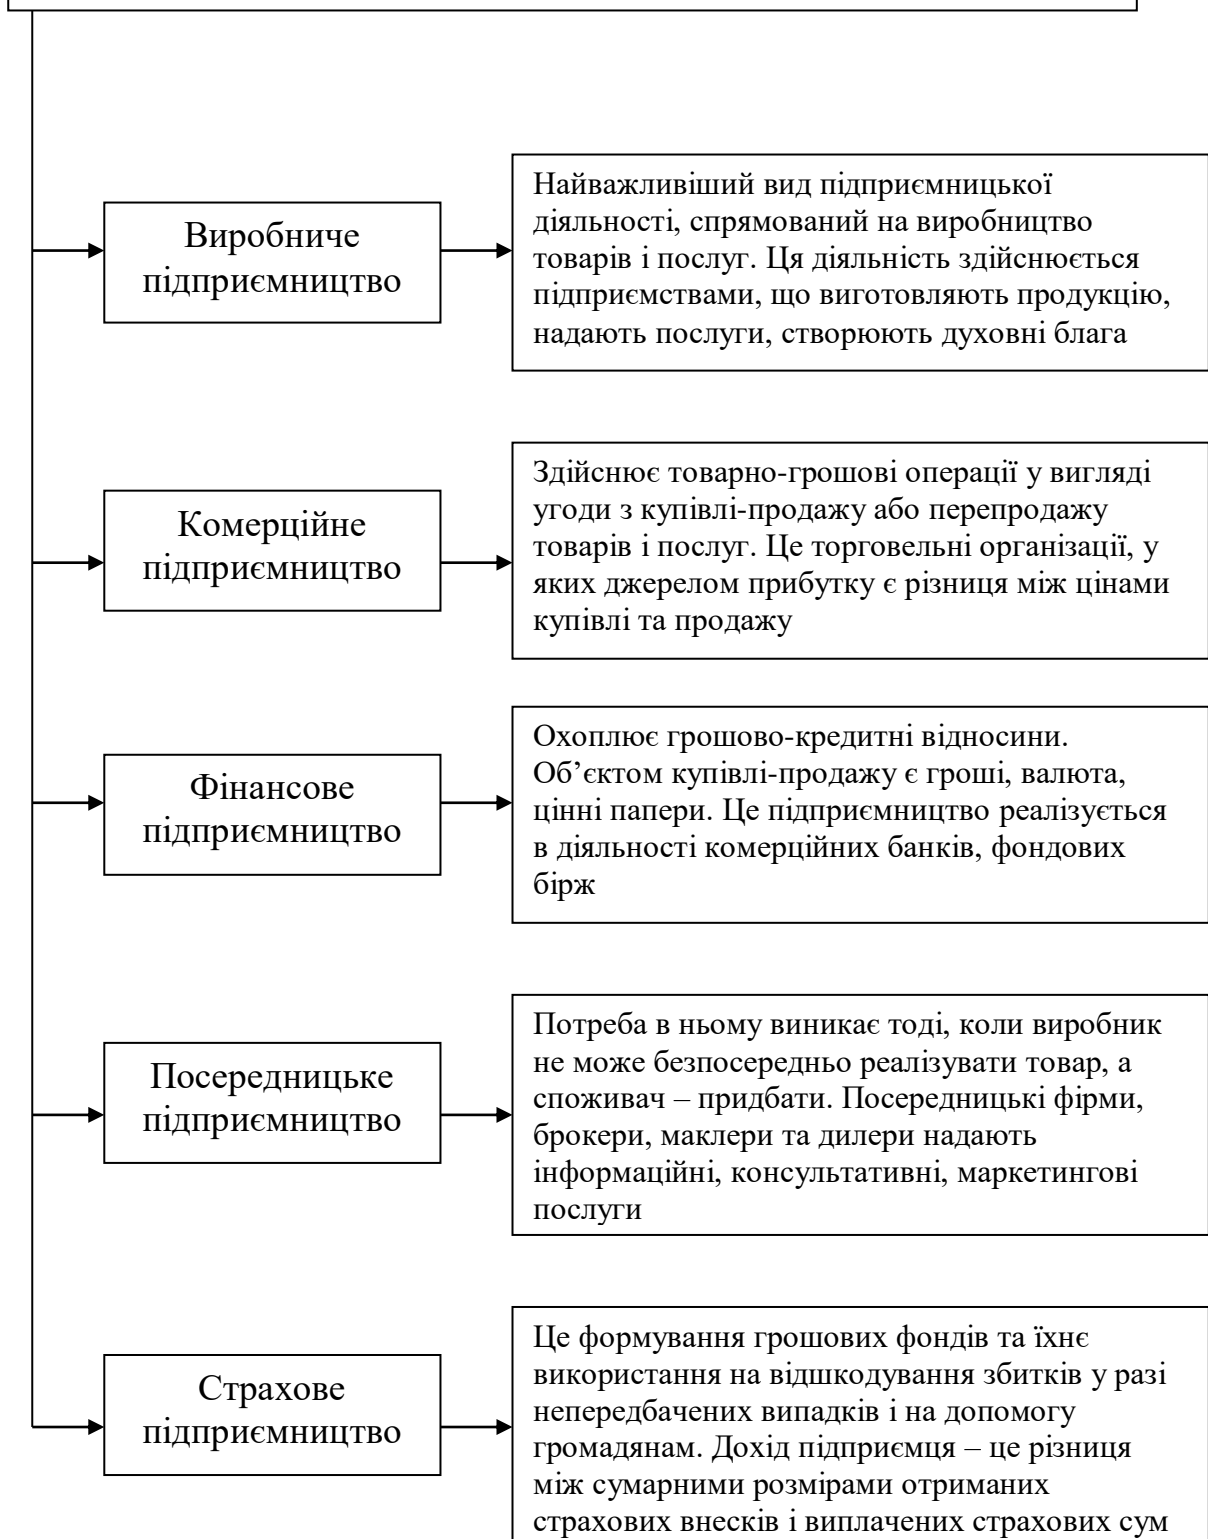 Виробниче
підприємництво
Найважливіший вид підприємницької
діяльності, спрямований на виробництво
товарів і послуг. Ця діяльність здійснюється
підприємствами, що виготовляють продукцію,
надають послуги, створюють духовні блага
Комерційне
підприємництво
Здійснює товарно-грошові операції у вигляді
угоди з купівлі-продажу або перепродажу
товарів і послуг. Це торговельні організації, у
яких джерелом прибутку є різниця між цінами
купівлі та продажу
Фінансове
підприємництво
Охоплює грошово-кредитні відносини.
Об’єктом купівлі-продажу є гроші, валюта,
цінні папери. Це підприємництво реалізується
в діяльності комерційних банків, фондових
бірж
Посередницьке
підприємництво
Потреба в ньому виникає тоді, коли виробник
не може безпосередньо реалізувати товар, а
споживач – придбати. Посередницькі фірми,
брокери, маклери та дилери надають
інформаційні, консультативні, маркетингові
послуги
Страхове
підприємництво
Це формування грошових фондів та їхнє
використання на відшкодування збитків у разі
непередбачених випадків і на допомогу
громадянам. Дохід підприємця – це різниця
між сумарними розмірами отриманих
страхових внесків і виплачених страхових сум